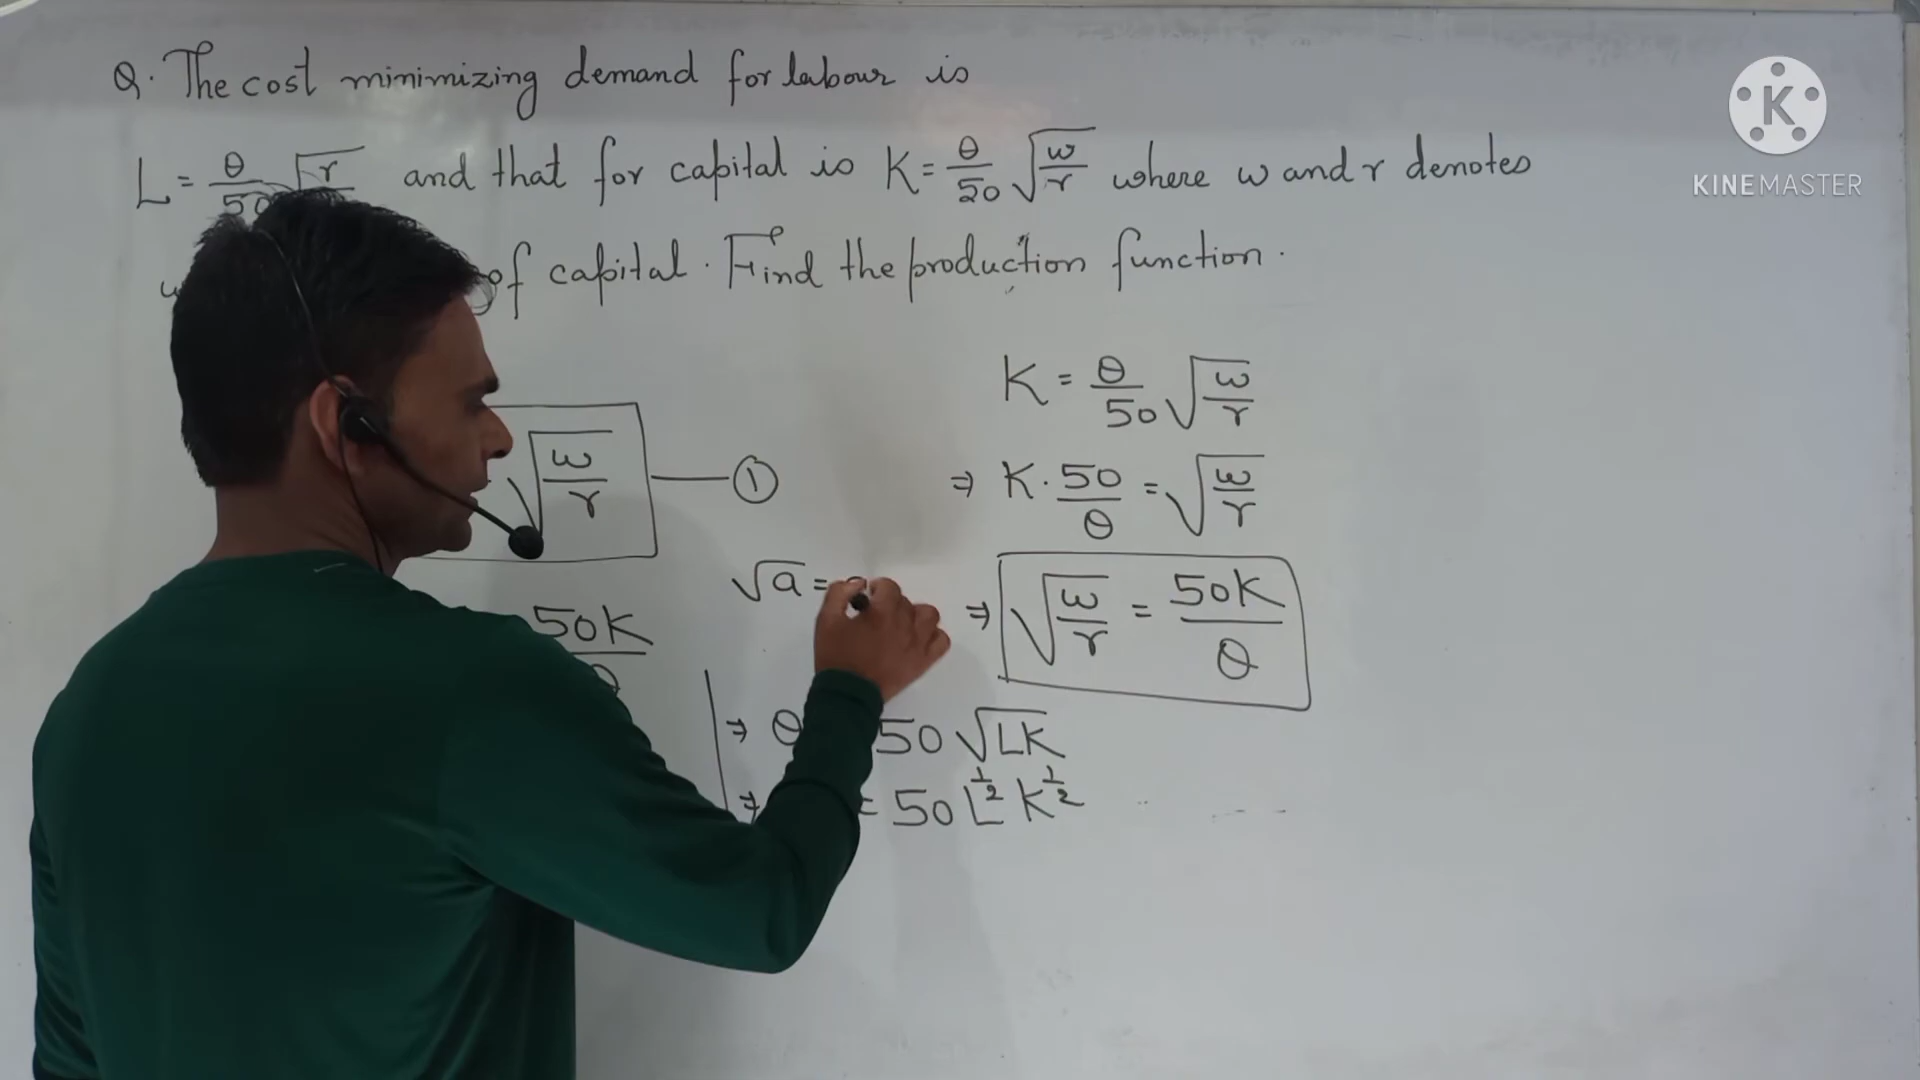 Q. The cost minimizing demand for labour is
L = θ/50 √r and that for capital is K = θ/50 √(w/r) where w and r denotes
of capital. Find the production function.
K = θ/50 √(w/r)
√(w/r) — ①
⇒ K · 50/θ = √(w/r)
√a =
⇒ √(w/r) = 50K/θ
50K
⇒ θ 50 √LK
⇒ = 50 L^½ K^½
K
KINEMASTER